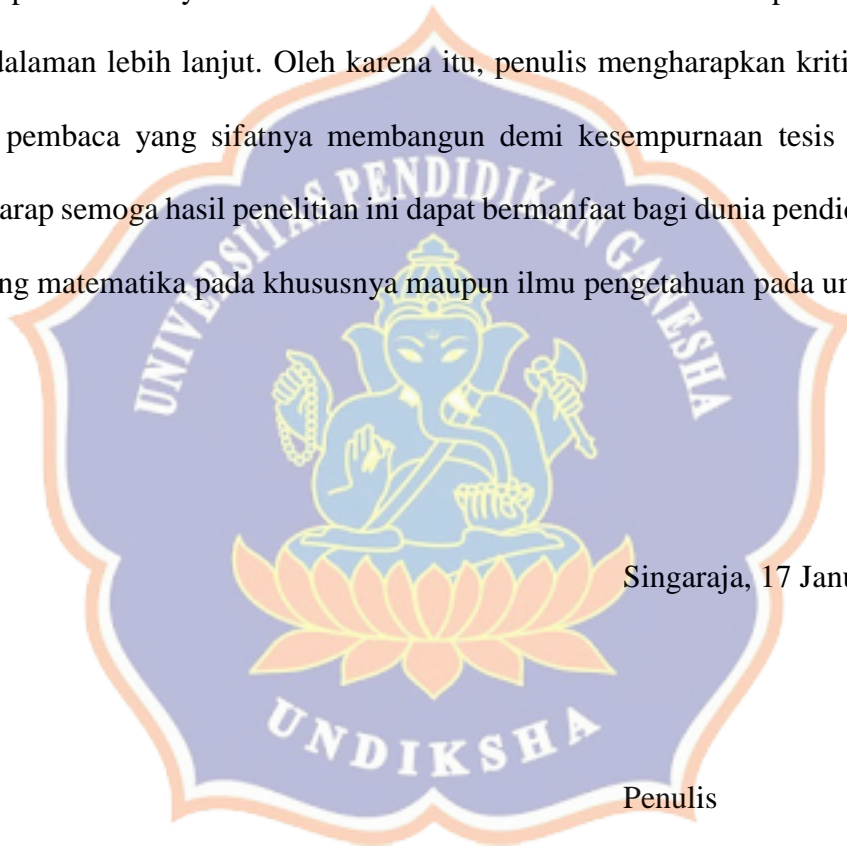 dalaman lebih lanjut. Oleh karena itu, penulis mengharapkan kriti
pembaca yang sifatnya membangun demi kesempurnaan tesis
arap semoga hasil penelitian ini dapat bermanfaat bagi dunia pendid
ng matematika pada khususnya maupun ilmu pengetahuan pada un
UNIVERSITAS PENDIDIKAN GANESHA
Singaraja, 17 Janu
UNDIKSHA
Penulis